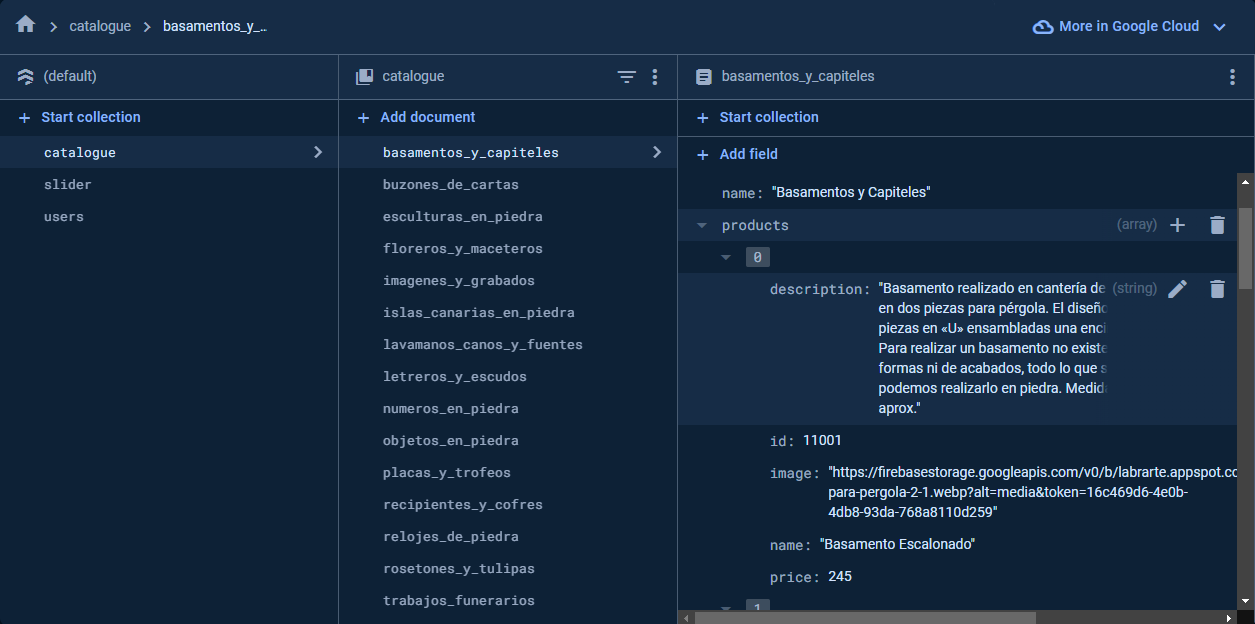 catalogue
basamentos_y_..
More in Google Cloud
(default)
catalogue
basamentos_y_capiteles
Start collection
Add document
Start collection
catalogue
slider
users
basamentos_y_capiteles
buzones_de_cartas
esculturas_en_piedra
floreros_y_maceteros
imagenes_y_grabados
islas_canarias_en_piedra
lavamanos_canos_y_fuentes
letreros_y_escudos
numeros_en_piedra
objetos_en_piedra
placas_y_trofeos
recipientes_y_cofres
relojes_de_piedra
rosetones_y_tulipas
trabajos_funerarios
Add field
name: "Basamentos y Capiteles"
products (array)
0
description: "Basamento realizado en cantería de (string)
en dos piezas para pérgola. El diseño
piezas en «U» ensambladas una enci
Para realizar un basamento no existe
formas ni de acabados, todo lo que s
podemos realizarlo en piedra. Medida
aprox."
id: 11001
image: "https://firebasestorage.googleapis.com/v0/b/labrarte.appspot.co
para-pergola-2-1.webp?alt=media&token=16c469d6-4e0b-
4db8-93da-768a8110d259"
name: "Basamento Escalonado"
price: 245
1